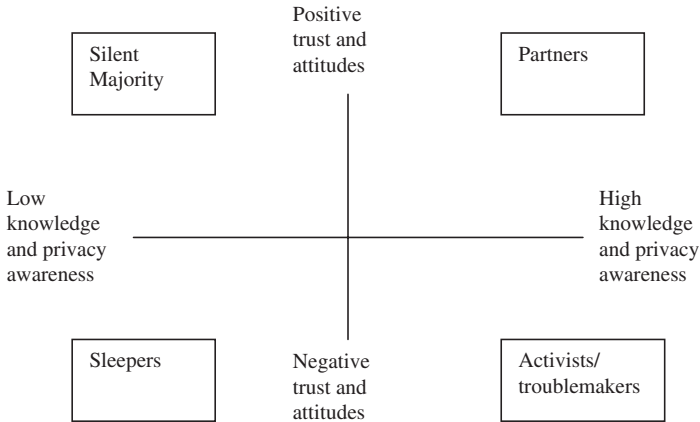 Positive
trust and
attitudes
Silent
Majority
Partners
Low
knowledge
and privacy
awareness
High
knowledge
and privacy
awareness
Sleepers
Negative
trust and
attitudes
Activists/
troublemakers